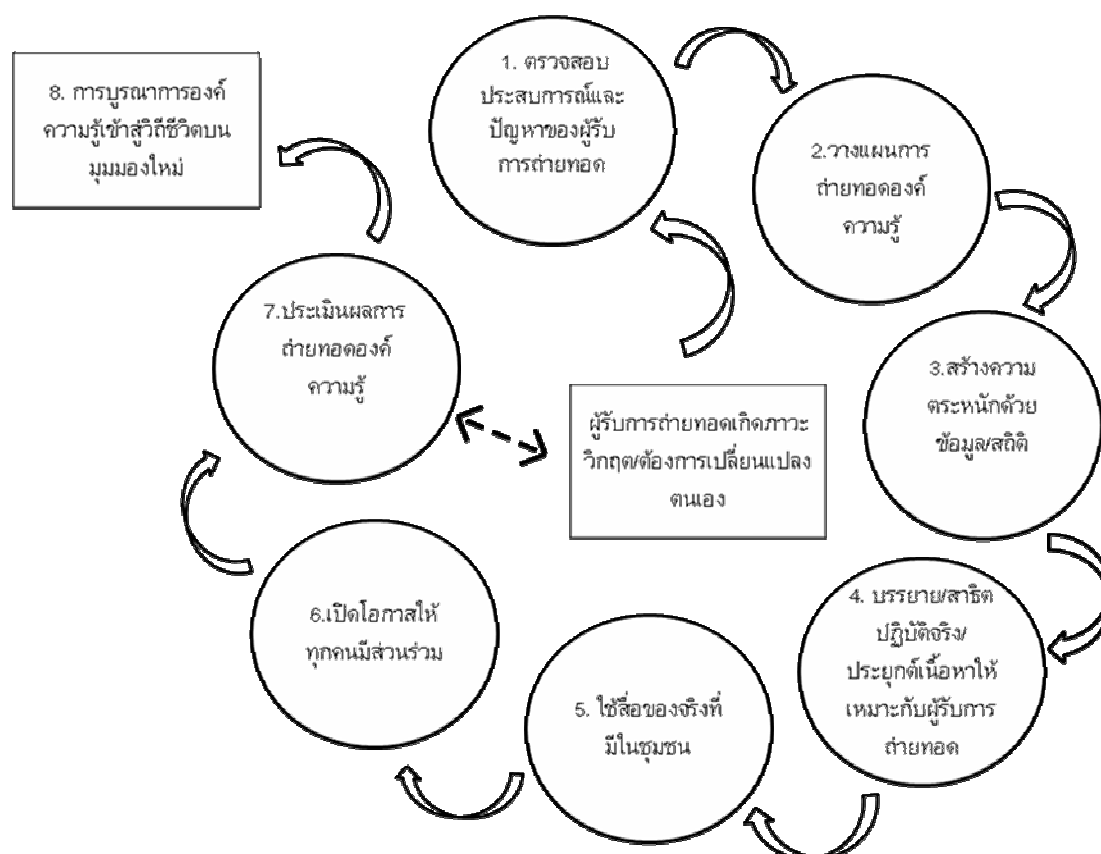 1. ตรวจสอบ
ประสบการณ์และ
ปัญหาของผู้รับ
การถ่ายทอด
2.วางแผนการ
ถ่ายทอดองค์
ความรู้
3.สร้างความ
ตระหนักด้วย
ข้อมูล/สถิติ
4. บรรยาย/สาธิต
ปฏิบัติจริง/
ประยุกต์เนื้อหาให้
เหมาะกับผู้รับการ
ถ่ายทอด
5. ใช้สื่อของจริงที่
มีในชุมชน
6.เปิดโอกาสให้
ทุกคนมีส่วนร่วม
7.ประเมินผลการ
ถ่ายทอดองค์
ความรู้
8. การบูรณาการองค์
ความรู้เข้าสู่วิถีชีวิตบน
มุมมองใหม่
ผู้รับการถ่ายทอดเกิดภาวะ
วิกฤต/ต้องการเปลี่ยนแปลง
ตนเอง